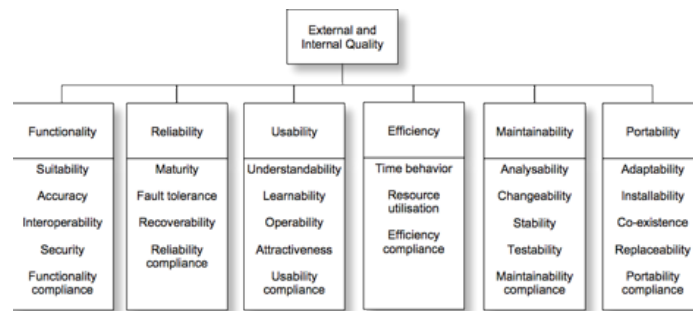 External and
Internal Quality
Functionality
Suitability
Accuracy
Interoperability
Security
Functionality
compliance
Reliability
Maturity
Fault tolerance
Recoverability
Reliability
compliance
Usability
Understandability
Learnability
Operability
Attractiveness
Usability
compliance
Efficiency
Time behavior
Resource
utilisation
Efficiency
compliance
Maintainability
Analysability
Changeability
Stability
Testability
Maintainability
compliance
Portability
Adaptability
Installability
Co-existence
Replaceability
Portability
compliance